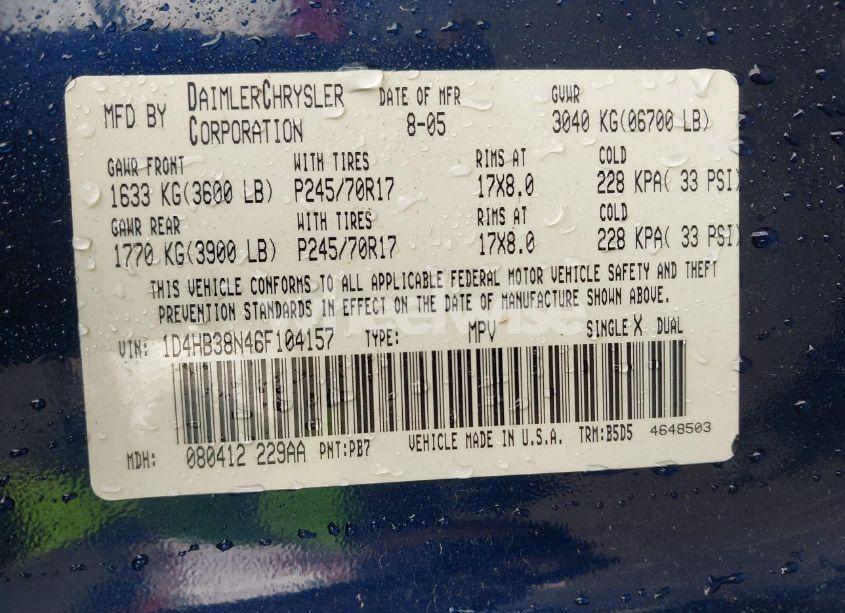 MFD BY DAIMLERCHRYSLER CORPORATION DATE OF MFR 8-05 GVWR 3040 KG(06700 LB)
GAWR FRONT WITH TIRES RIMS AT COLD
1633 KG(3600 LB) P245/70R17 17X8.0 228 KPA( 33 PSI)
GAWR REAR WITH TIRES RIMS AT COLD
1770 KG(3900 LB) P245/70R17 17X8.0 228 KPA( 33 PSI)
THIS VEHICLE CONFORMS TO ALL APPLICABLE FEDERAL MOTOR VEHICLE SAFETY AND THEFT
PREVENTION STANDARDS IN EFFECT ON THE DATE OF MANUFACTURE SHOWN ABOVE.
VIN: 1D4HB38N46F104157 TYPE: MPV SINGLE X DUAL
MDH: 080412 229AA PNT:PB7 VEHICLE MADE IN U.S.A. TRM:B5D5 4648503